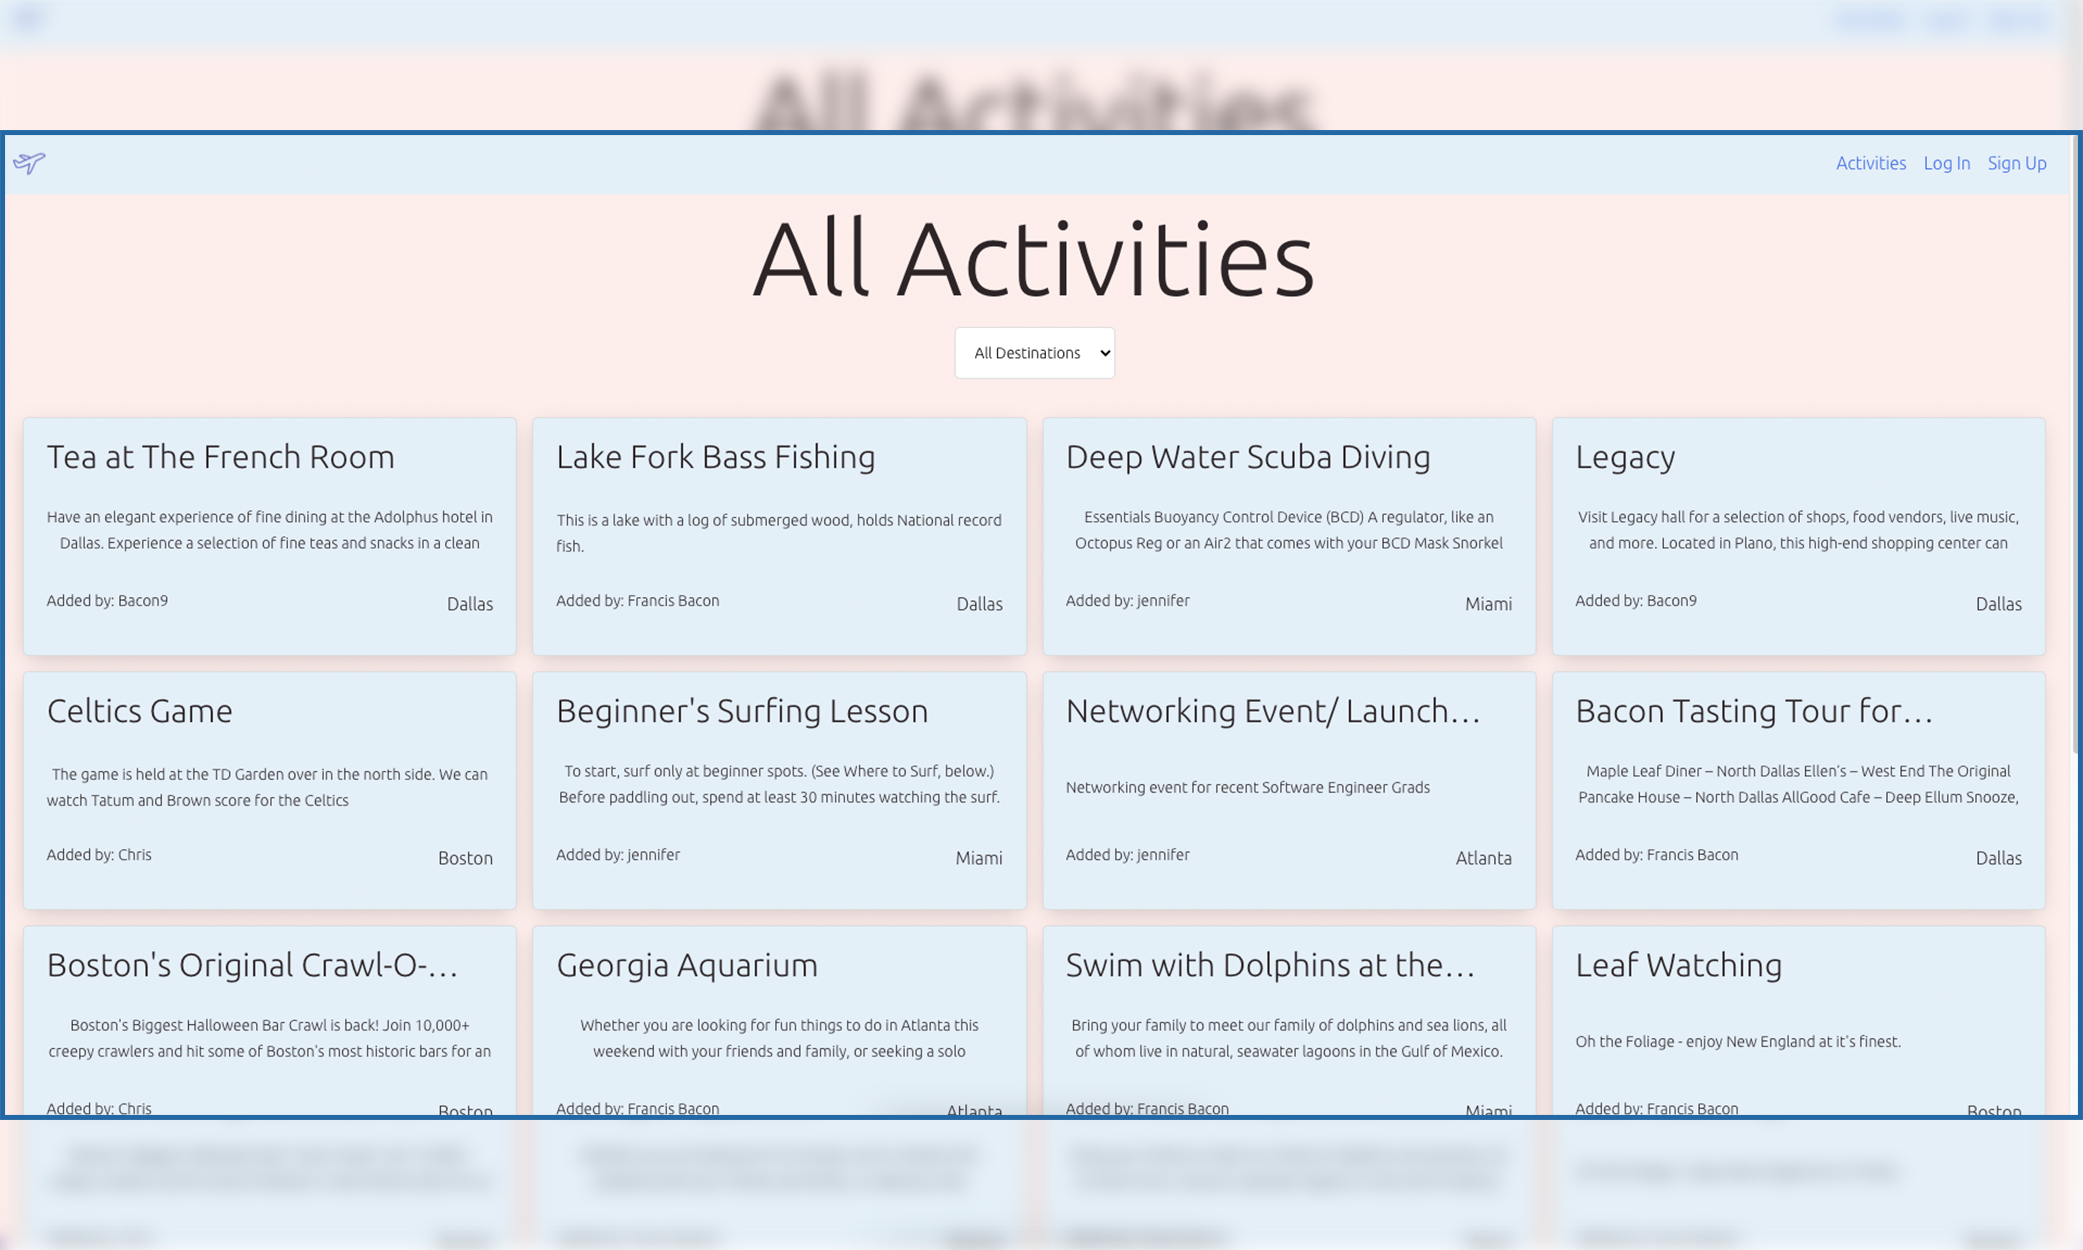 Activities Log In Sign Up
All Activities
All Destinations
Tea at The French Room
Have an elegant experience of fine dining at the Adolphus hotel in
Dallas. Experience a selection of fine teas and snacks in a clean
Added by: Bacon9
Dallas
Lake Fork Bass Fishing
This is a lake with a log of submerged wood, holds National record
fish.
Added by: Francis Bacon
Dallas
Deep Water Scuba Diving
Essentials Buoyancy Control Device (BCD) A regulator, like an
Octopus Reg or an Air2 that comes with your BCD Mask Snorkel
Added by: jennifer
Miami
Legacy
Visit Legacy hall for a selection of shops, food vendors, live music,
and more. Located in Plano, this high-end shopping center can
Added by: Bacon9
Dallas
Celtics Game
The game is held at the TD Garden over in the north side. We can
watch Tatum and Brown score for the Celtics
Added by: Chris
Boston
Beginner's Surfing Lesson
To start, surf only at beginner spots. (See Where to Surf, below.)
Before paddling out, spend at least 30 minutes watching the surf.
Added by: jennifer
Miami
Networking Event/ Launch...
Networking event for recent Software Engineer Grads
Added by: jennifer
Atlanta
Bacon Tasting Tour for...
Maple Leaf Diner – North Dallas Ellen's – West End The Original
Pancake House – North Dallas AllGood Cafe – Deep Ellum Snooze,
Added by: Francis Bacon
Dallas
Boston's Original Crawl-O-...
Boston's Biggest Halloween Bar Crawl is back! Join 10,000+
creepy crawlers and hit some of Boston's most historic bars for an
Added by: Chris
Boston
Georgia Aquarium
Whether you are looking for fun things to do in Atlanta this
weekend with your friends and family, or seeking a solo
Added by: Francis Bacon
Atlanta
Swim with Dolphins at the...
Bring your family to meet our family of dolphins and sea lions, all
of whom live in natural, seawater lagoons in the Gulf of Mexico.
Added by: Francis Bacon
Miami
Leaf Watching
Oh the Foliage - enjoy New England at it's finest.
Added by: Francis Bacon
Boston